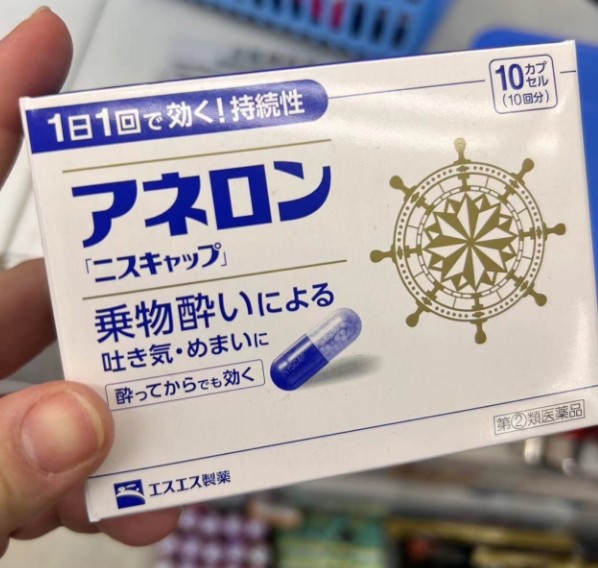 1日1回で効く!持続性
10カプセル
(10回分)
アネロン
「ニスキャップ」
乗物酔いによる
吐き気・めまいに
酔ってからでも効く
指②類医薬品
エスエス製薬